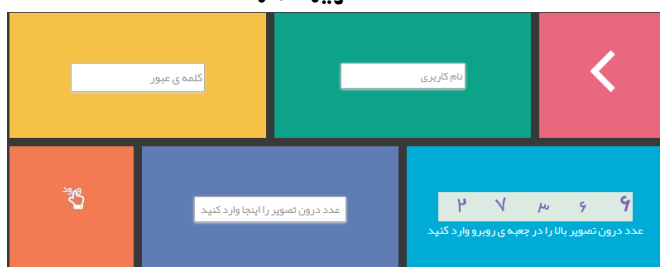 نام کاربری
کلمه ی عبور
۲ ۷ ۳ ۶ ۶
عدد درون تصویر بالا را در جعبه ی روبرو وارد کنید
عدد درون تصویر را اینجا وارد کنید
ورود